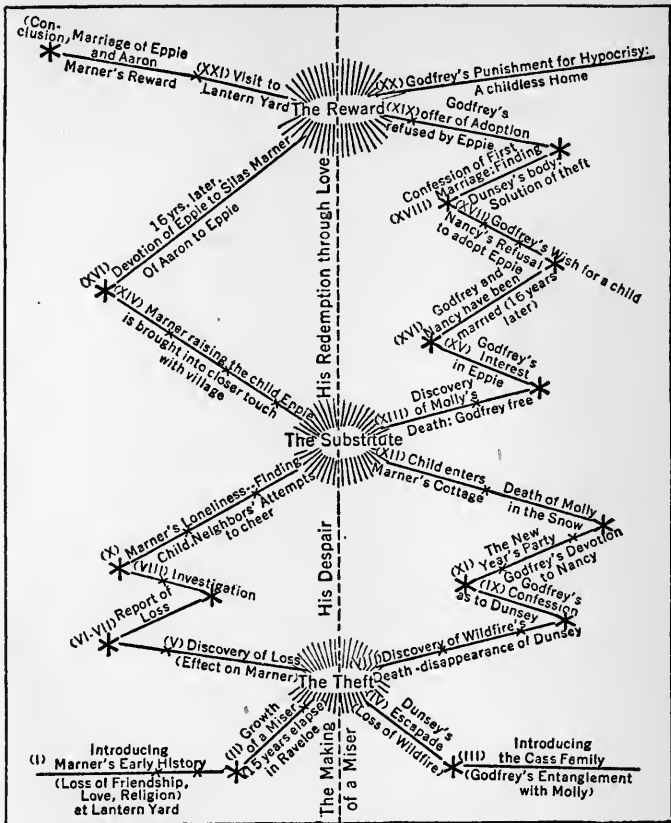 (Con-
clusion, Marriage of Eppie
and Aaron
Marner's Reward
(XXI) Visit to
Lantern Yard
(XX) Godfrey's Punishment for Hypocrisy:
A childless Home
The Reward
(XIX) offer of Adoption
Godfrey's
refused by Eppie
Confession of First
Marriage: Finding
Dunsey's body:
Solution of theft
(XVIII)
(XVII) Godfrey's Wish for a child
Nancy's Refusal
to adopt Eppie
16 yrs. later.
(XVI) Devotion of Eppie to Silas Marner
Of Aaron to Eppie
His Redemption through Love
Godfrey and
(XVI) Nancy have been
married (16 years
later)
(XIV) Marner raising the child Eppie
is brought into closer touch
with village
(XV) Godfrey's
Interest
in Eppie
Discovery
(XIII) of Molly's
Death: Godfrey free
The Substitute
(XII) Child enters
Marner's Cottage
Death of Molly
in the Snow
(X) Marner's Loneliness--Finding
Child. Neighbors' Attempts
to cheer
His Despair
The New
(XI) Year's Party
Godfrey's Devotion
to Nancy
(VIII) Investigation
Godfrey's
(IX) Confession
as to Dunsey
(VI-VII) Report of
Loss
(V) Discovery of Loss
(Effect on Marner)
Discovery of Wildfire's
Death-disappearance of Dunsey
The Theft
(II) Growth
of a Miser
(15 years elapse
in Raveloe
The Making
of a Miser
(IV) Dunsey's
Escapade
(Loss of Wildfire)
(I) Introducing
Marner's Early History
(Loss of Friendship,
Love, Religion)
at Lantern Yard
(III) Introducing
the Cass Family
(Godfrey's Entanglement
with Molly)